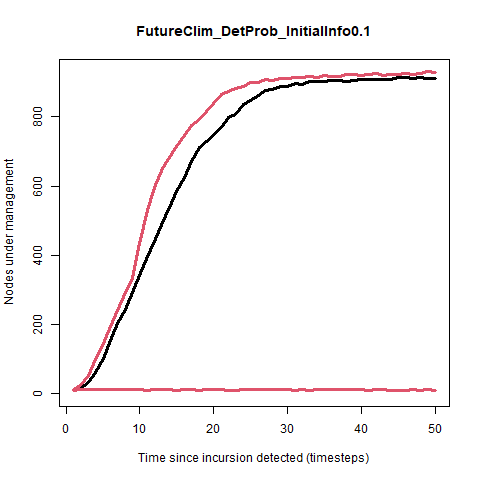 FutureClim_DetProb_InitialInfo0.1
Nodes under management
800
600
400
200
0
0 10 20 30 40 50
Time since incursion detected (timesteps)